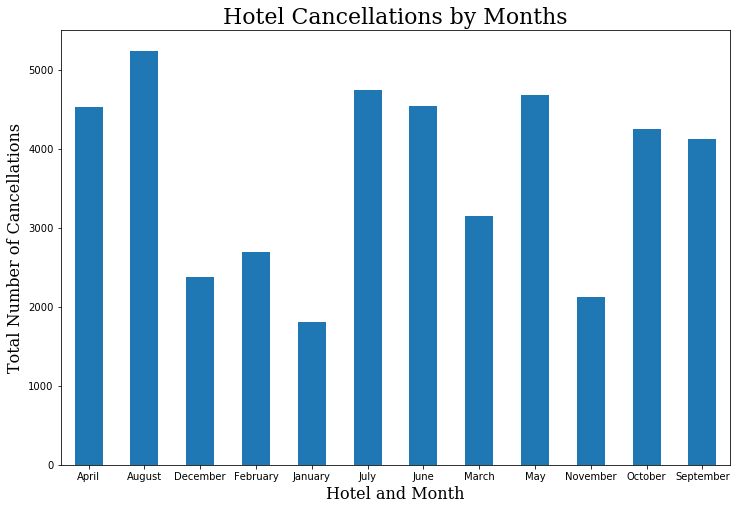 Hotel Cancellations by Months
Total Number of Cancellations
5000
4000
3000
2000
1000
0
April August December February January July June March May November October September
Hotel and Month